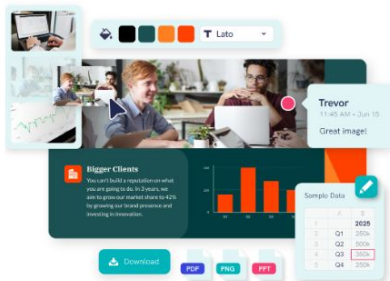 Lato
Trevor
11:45 AM • Jun 15
Great image!
Bigger Clients
You can't build a reputation on what
you are going to do. In 3 years, we
aim to grow our market share to 42%
by growing our brand presence and
investing in innovation.
Sample Data
2025
1 Q1 250k
2 Q2 500k
3 Q3 350k
Q4 250k
Download
PDF
PNG
PPT